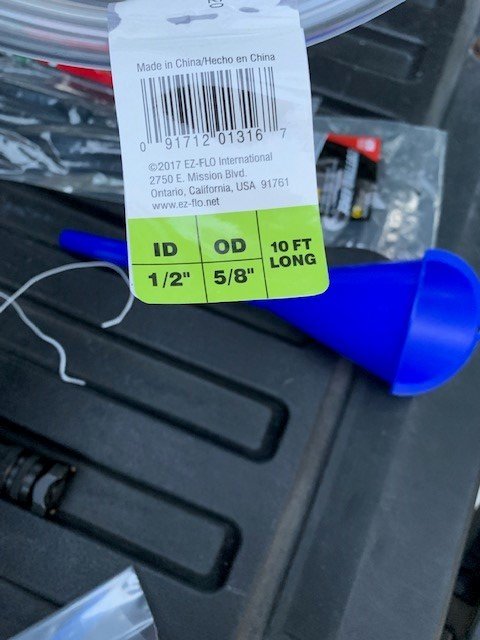 Made in China/Hecho en China
0 91712 01316 7
©2017 EZ-FLO International
2750 E. Mission Blvd.
Ontario, California, USA 91761
www.ez-flo.net
ID OD 10 FT
1/2" 5/8" LONG